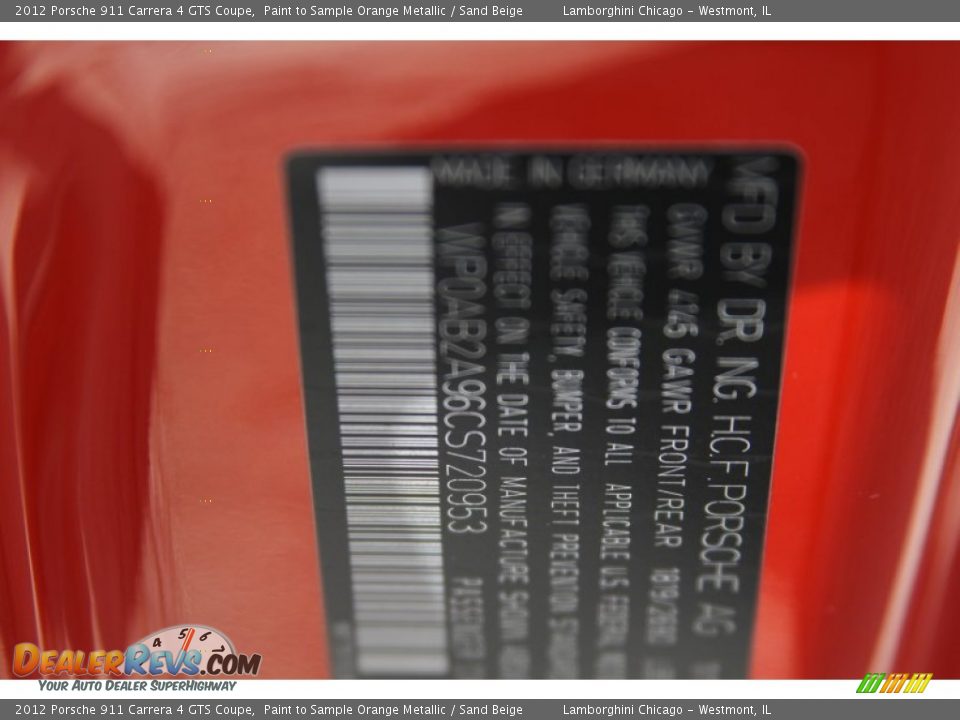 2012 Porsche 911 Carrera 4 GTS Coupe,  Paint to Sample Orange Metallic / Sand Beige  Lamborghini Chicago - Westmont, IL
MFD BY DR. ING. H.C.F. PORSCHE AG
GVWR 4145 GAWR FRONT/REAR
THIS VEHICLE CONFORMS TO ALL APPLICABLE U.S. FEDERAL
VEHICLE SAFETY, BUMPER, AND THEFT PREVENTION
IN EFFECT ON THE DATE OF MANUFACTURE SHOWN
WP0AB2A96CS720953 PASSENGER
MADE IN GERMANY
4 5 6
DEALERREVS.COM
YOUR AUTO DEALER SUPERHIGHWAY
2012 Porsche 911 Carrera 4 GTS Coupe,  Paint to Sample Orange Metallic / Sand Beige  Lamborghini Chicago - Westmont, IL